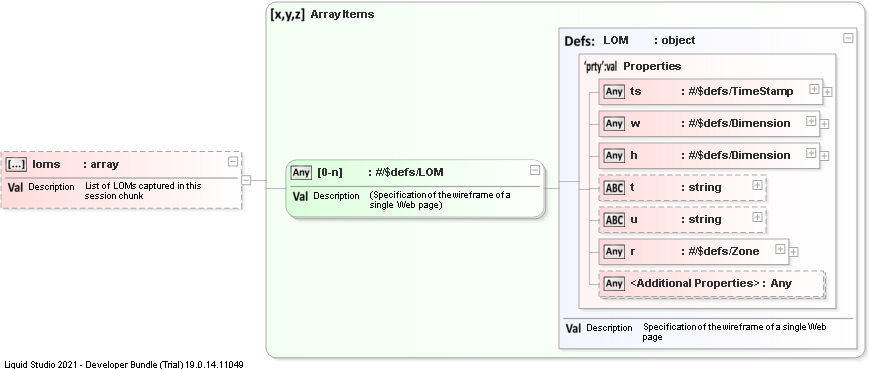 [x,y,z] Array Items
Defs: LOM : object
'prty':val Properties
Any ts : #/$defs/TimeStamp
Any w : #/$defs/Dimension
Any h : #/$defs/Dimension
[...] loms : array
Val Description List of LOMs captured in this
session chunk
Any [0-n] : #/$defs/LOM
Val Description (Specification of the wireframe of a
single Web page)
ABC t : string
ABC u : string
Any r : #/$defs/Zone
Any <Additional Properties> : Any
Val Description Specification of the wireframe of a single Web
page
Liquid Studio 2021 - Developer Bundle (Trial) 19.0.14.11049